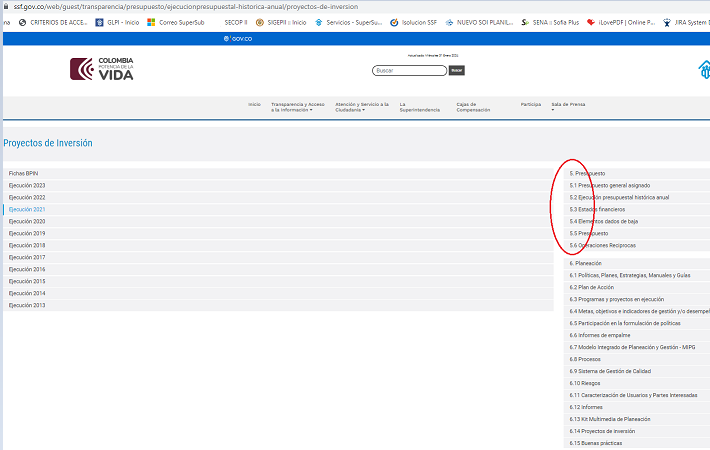 ssf.gov.co/web/guest/transparencia/presupuesto/ejecucionpresupuestal-historica-anual/proyectos-de-inversion
na CRITERIOS DE ACCE... GLPI - Inicio Correo SuperSub SECOP II SIGEPII :: Inicio Servicios - SuperSu... Isolucion SSF NUEVO SOI PLANIL... SENA :: Sofia Plus iLovePDF | Online P... JIRA System D
GOV.CO
COLOMBIA
POTENCIA DE LA
VIDA
Miércoles 31 Enero
Buscar Buscar
Inicio
Transparencia y Acceso
a la Información
Atención y Servicio a la
Ciudadanía
La
Superintendencia
Cajas de
Compensación
Participa
Sala de Prensa
Proyectos de Inversión
Fichas BPIN
Ejecución 2023
Ejecución 2022
Ejecución 2021
Ejecución 2020
Ejecución 2019
Ejecución 2018
Ejecución 2017
Ejecución 2016
Ejecución 2015
Ejecución 2014
Ejecución 2013
5. Presupuesto
5.1 Presupuesto general asignado
5.2 Ejecución presupuestal histórica anual
5.3 Estados financieros
5.4 Elementos dados de baja
5.5 Presupuesto
5.6 Operaciones Reciprocas
6. Planeación
6.1 Políticas, Planes, Estrategias, Manuales y Guías
6.2 Plan de Acción
6.3 Programas y proyectos en ejecución
6.4 Metas, objetivos e indicadores de gestión y/o desempeñ
6.5 Participación en la formulación de políticas
6.6 Informes de empalme
6.7 Modelo Integrado de Planeación y Gestión - MIPG
6.8 Procesos
6.9 Sistema de Gestión de Calidad
6.10 Riesgos
6.11 Caracterización de Usuarios y Partes Interesadas
6.12 Informes
6.13 Kit Multimedia de Planeación
6.14 Proyectos de Inversión
6.15 Buenas prácticas